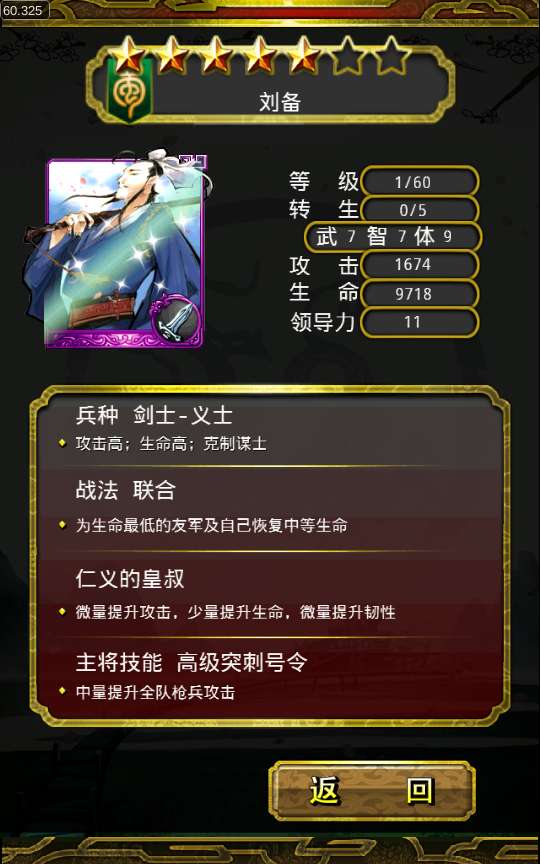 60.325
刘备
等 级 1/60
转 生 0/5
武 7 智 7 体 9
攻 击 1674
生 命 9718
领导力 11
兵种 剑士-义士
攻击高；生命高；克制谋士
战法 联合
为生命最低的友军及自己恢复中等生命
仁义的皇叔
微量提升攻击，少量提升生命，微量提升韧性
主将技能 高级突刺号令
中量提升全队枪兵攻击
返 回